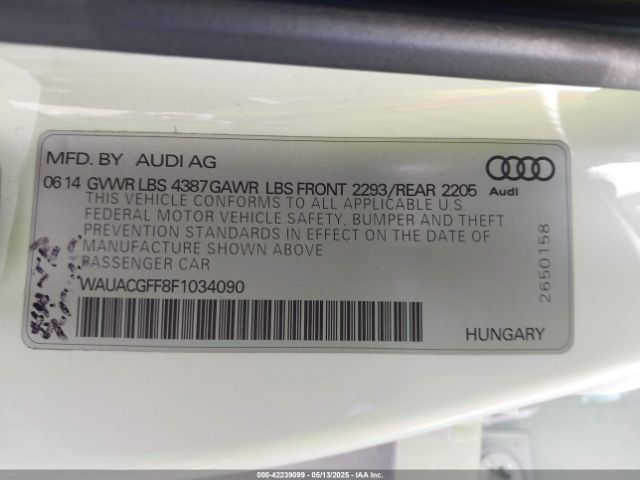 MFD. BY AUDI AG
0614 GVWR LBS 4387 GAWR LBS FRONT 2293/REAR 2205
Audi
THIS VEHICLE CONFORMS TO ALL APPLICABLE U S
FEDERAL MOTOR VEHICLE SAFETY, BUMPER AND THEFT
PREVENTION STANDARDS IN EFFECT ON THE DATE OF
MANUFACTURE SHOWN ABOVE
PASSENGER CAR
WAUACGFF8F1034090
2650158
HUNGARY
000-42239099 - 05/13/2025 - IAA Inc.